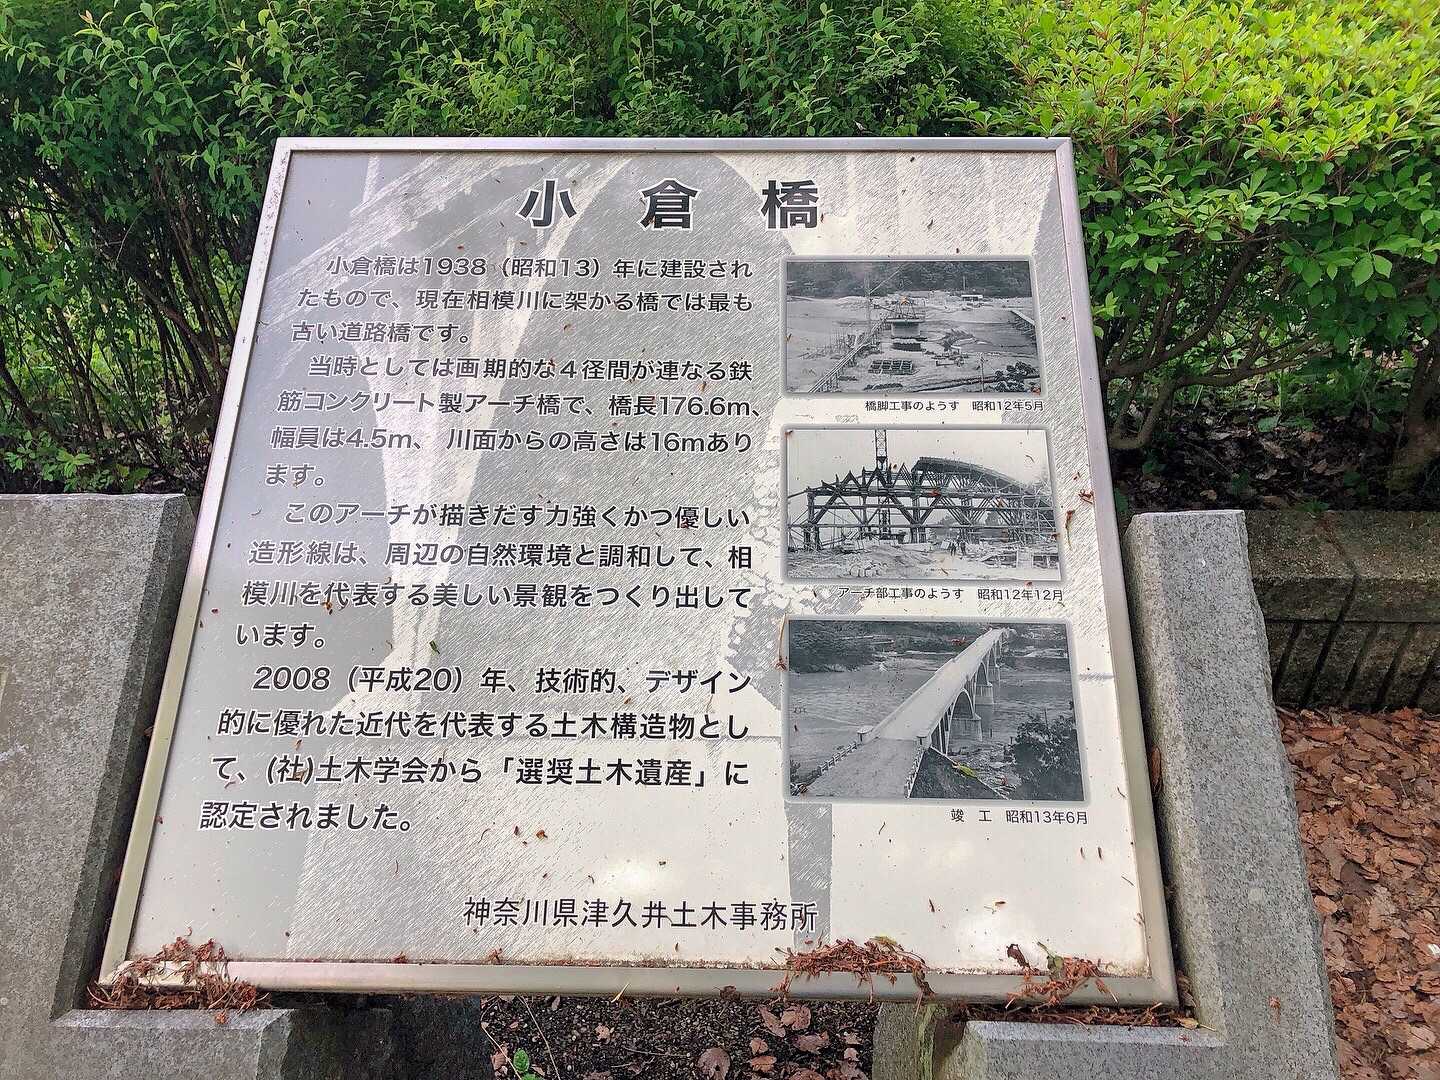 小倉橋
小倉橋は1938（昭和13）年に建設され
たもので、現在相模川に架かる橋では最も
古い道路橋です。
当時としては画期的な４径間が連なる鉄
筋コンクリート製アーチ橋で、橋長176.6m、
幅員は4.5m、川面からの高さは16mあり
ます。
このアーチが描きだす力強くかつ優しい
造形線は、周辺の自然環境と調和して、相
模川を代表する美しい景観をつくり出して
います。
2008（平成20）年、技術的、デザイン
的に優れた近代を代表する土木構造物とし
て、(社)土木学会から「選奨土木遺産」に
認定されました。
橋脚工事のようす　昭和12年5月
アーチ部工事のようす　昭和12年12月
竣　工　昭和13年6月
神奈川県津久井土木事務所